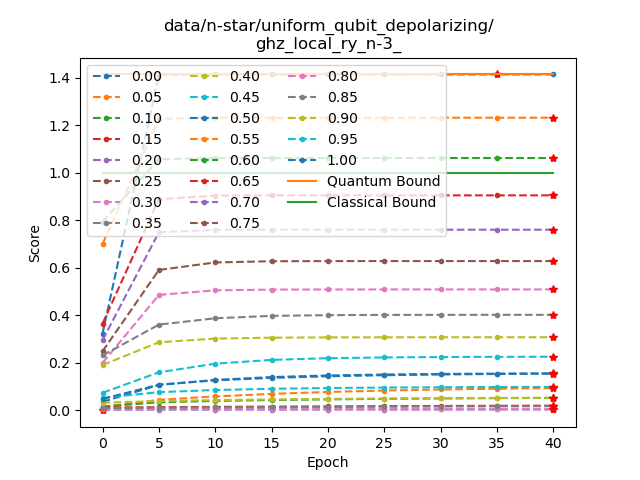 data/n-star/uniform_qubit_depolarizing/
ghz_local_ry_n-3_
Score
1.4
1.2
1.0
0.8
0.6
0.4
0.2
0.0
0.00 0.40 0.80
0.05 0.45 0.85
0.10 0.50 0.90
0.15 0.55 0.95
0.20 0.60 1.00
0.25 0.65 Quantum Bound
0.30 0.70 Classical Bound
0.35 0.75
0 5 10 15 20 25 30 35 40
Epoch